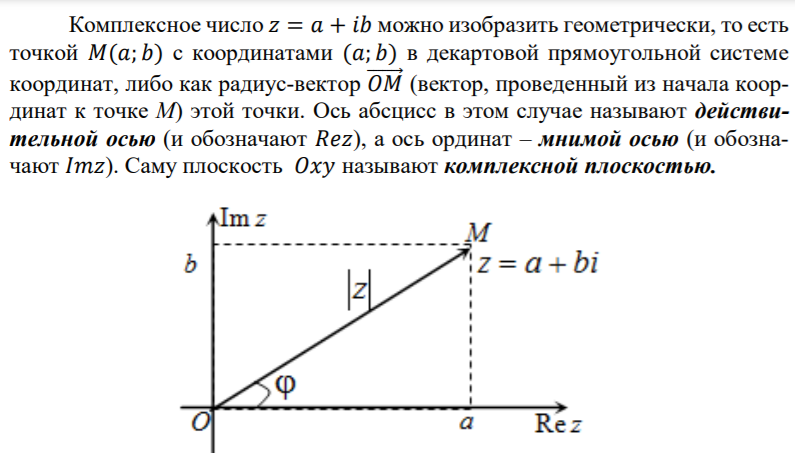 Комплексное число z = a + ib можно изобразить геометрически, то есть
точкой M(a; b) с координатами (a; b) в декартовой прямоугольной системе
координат, либо как радиус-вектор OM (вектор, проведенный из начала коор-
динат к точке M) этой точки. Ось абсцисс в этом случае называют действи-
тельной осью (и обозначают Rez), а ось ординат – мнимой осью (и обозна-
чают Imz). Саму плоскость Oxy называют комплексной плоскостью.
Im z
M
b
z = a + bi
|z|
φ
O
a
Re z